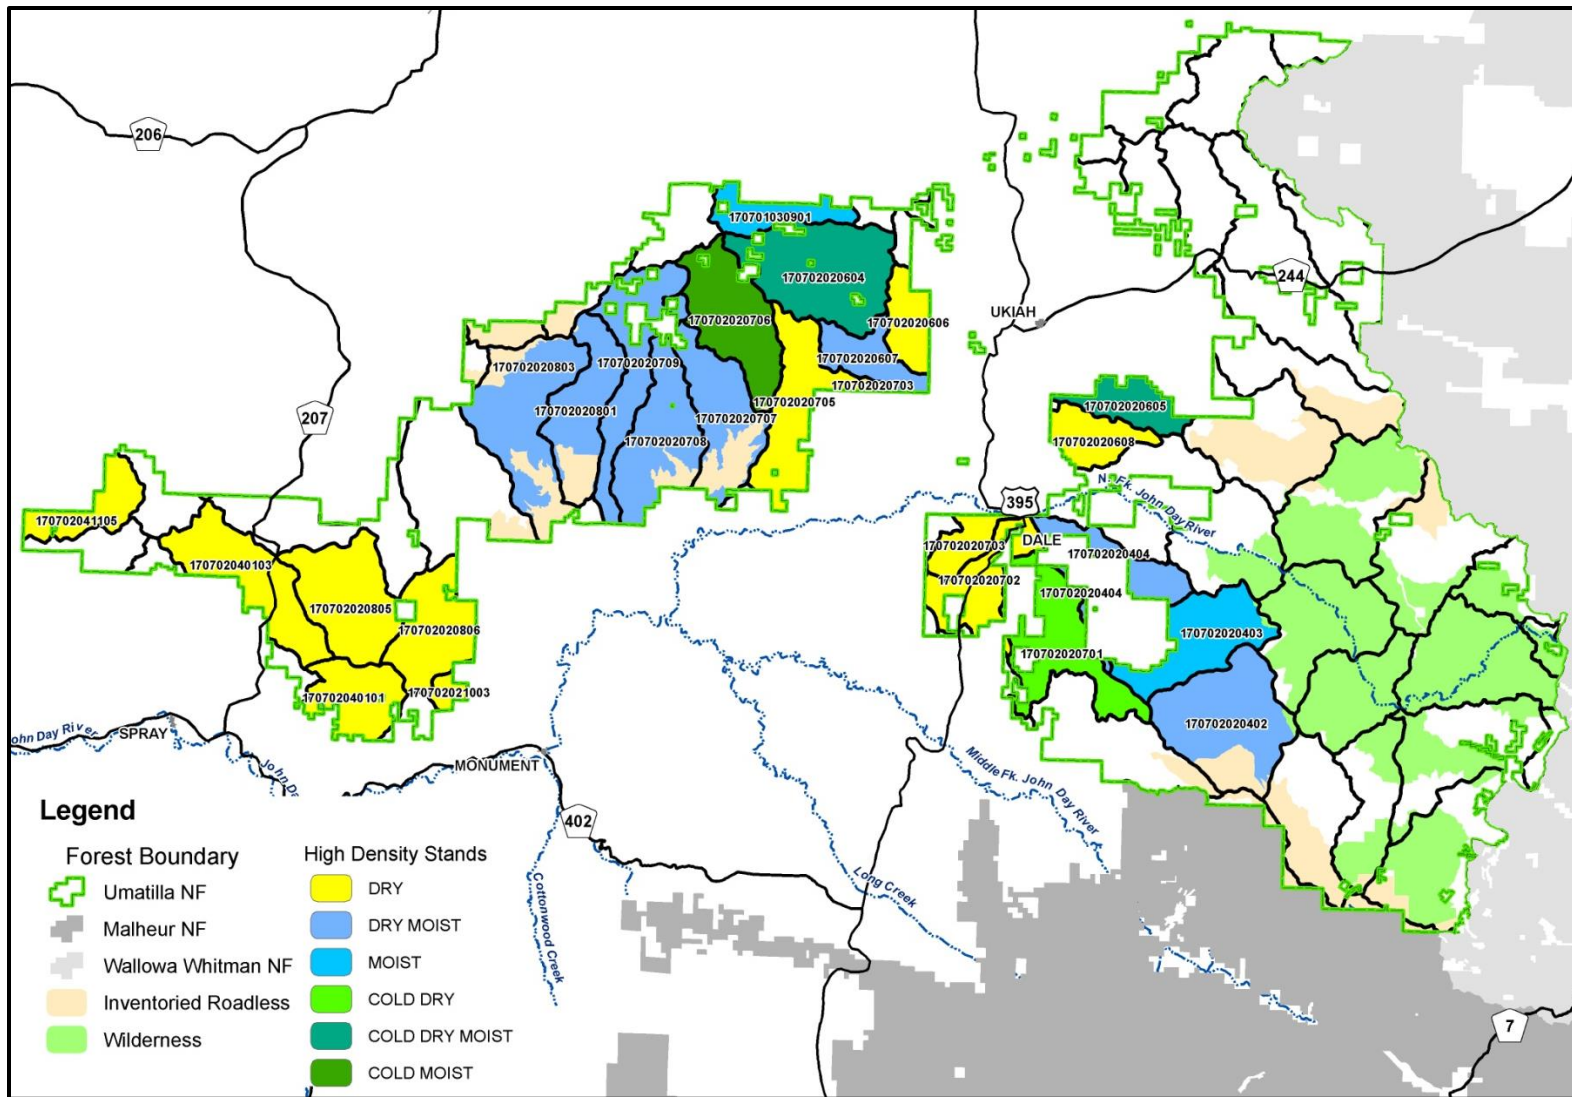 206
170701030901
170702020604
244
170702020706
UKIAH
170702020606
170702020709
170702020607
170702020803
170702020703
170702020705
170702020605
207
170702020801
170702020707
170702020708
170702020608
N. Fk. John Day River
395
170702041105
DALE
170702020703
170702020404
170702040103
170702020702
170702020404
170702020805
170702020806
170702020403
170702020701
170702040101
170702021003
170702020402
John Day River
SPRAY
John D
MONUMENT
Middle Fk. John Day River
402
Cottonwood Creek
Long Creek
7
Legend
Forest Boundary
Umatilla NF
Malheur NF
Wallowa Whitman NF
Inventoried Roadless
Wilderness
High Density Stands
DRY
DRY MOIST
MOIST
COLD DRY
COLD DRY MOIST
COLD MOIST